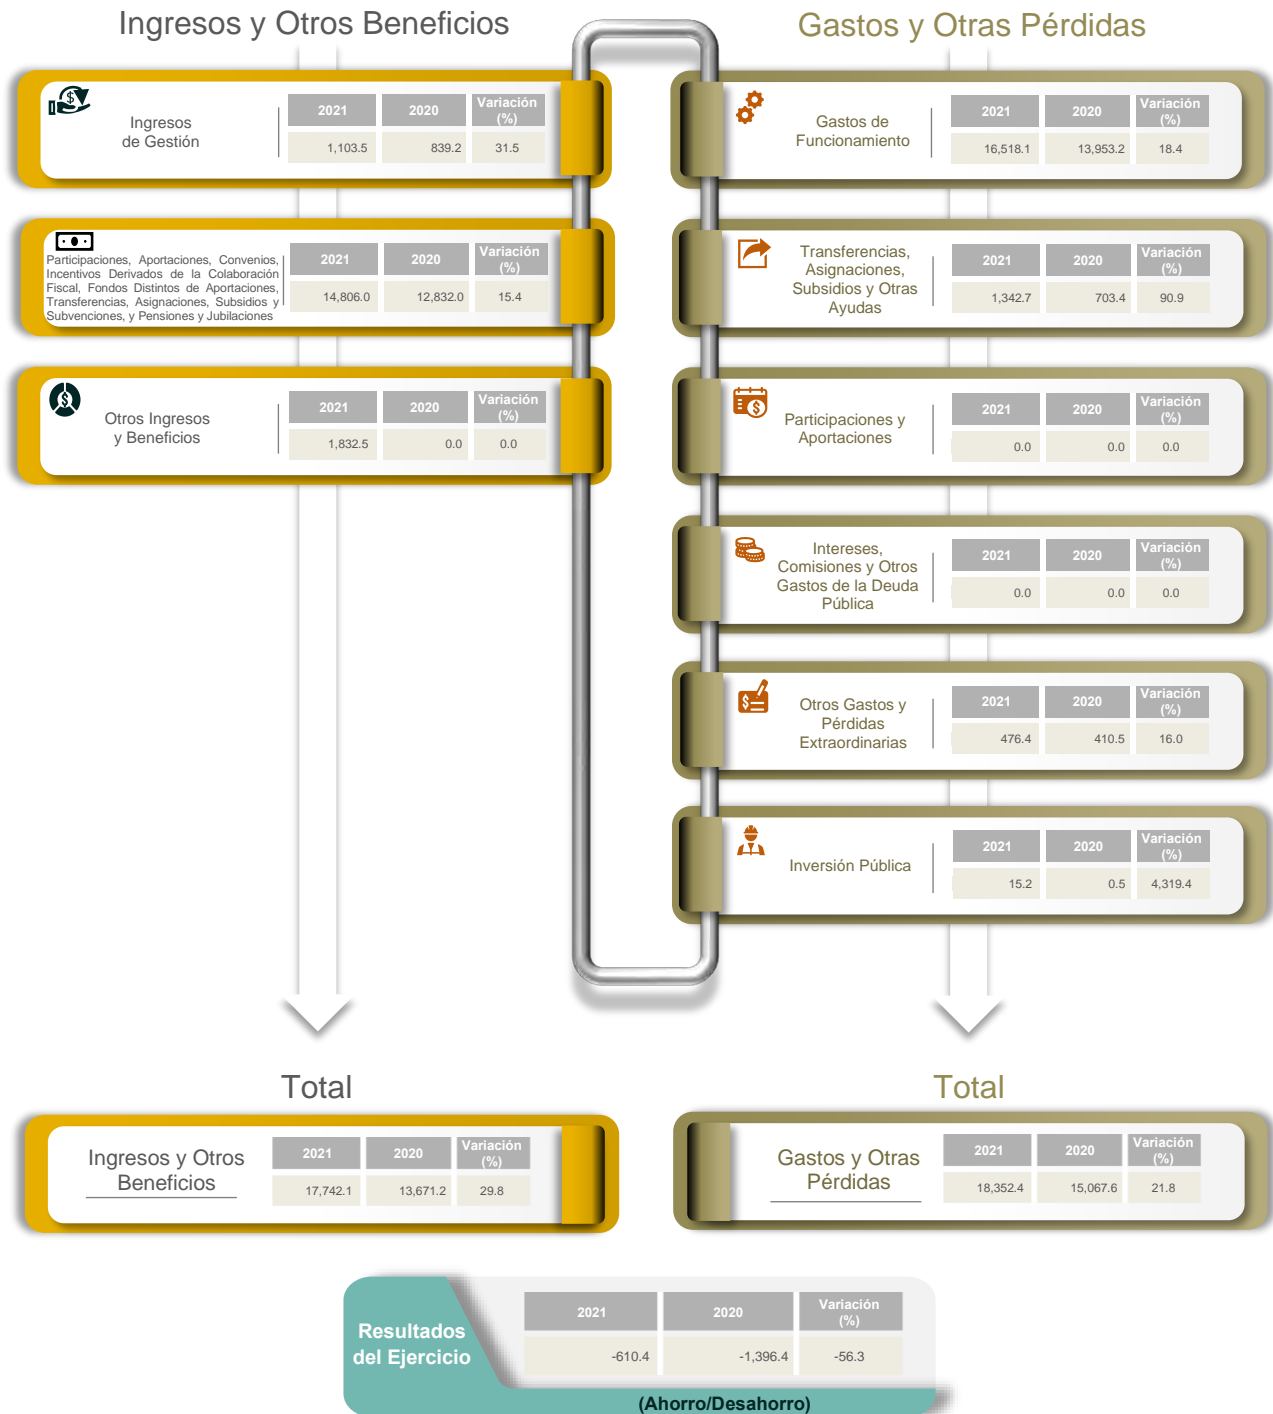 Ingresos y Otros Beneficios
Ingresos
de Gestión
2021 2020 Variación
(%)
1,103.5 839.2 31.5
Participaciones, Aportaciones, Convenios,
Incentivos Derivados de la Colaboración
Fiscal, Fondos Distintos de Aportaciones,
Transferencias, Asignaciones, Subsidios y
Subvenciones, y Pensiones y Jubilaciones
2021 2020 Variación
(%)
14,806.0 12,832.0 15.4
Otros Ingresos
y Beneficios
2021 2020 Variación
(%)
1,832.5 0.0 0.0
Gastos y Otras Pérdidas
Gastos de
Funcionamiento
2021 2020 Variación
(%)
16,518.1 13,953.2 18.4
Transferencias,
Asignaciones,
Subsidios y Otras
Ayudas
2021 2020 Variación
(%)
1,342.7 703.4 90.9
Participaciones y
Aportaciones
2021 2020 Variación
(%)
0.0 0.0 0.0
Intereses,
Comisiones y Otros
Gastos de la Deuda
Pública
2021 2020 Variación
(%)
0.0 0.0 0.0
Otros Gastos y
Pérdidas
Extraordinarias
2021 2020 Variación
(%)
476.4 410.5 16.0
Inversión Pública
2021 2020 Variación
(%)
15.2 0.5 4,319.4
Total
Ingresos y Otros
Beneficios
2021 2020 Variación
(%)
17,742.1 13,671.2 29.8
Total
Gastos y Otras
Pérdidas
2021 2020 Variación
(%)
18,352.4 15,067.6 21.8
Resultados
del Ejercicio
2021 2020 Variación
(%)
-610.4 -1,396.4 -56.3
(Ahorro/Desahorro)